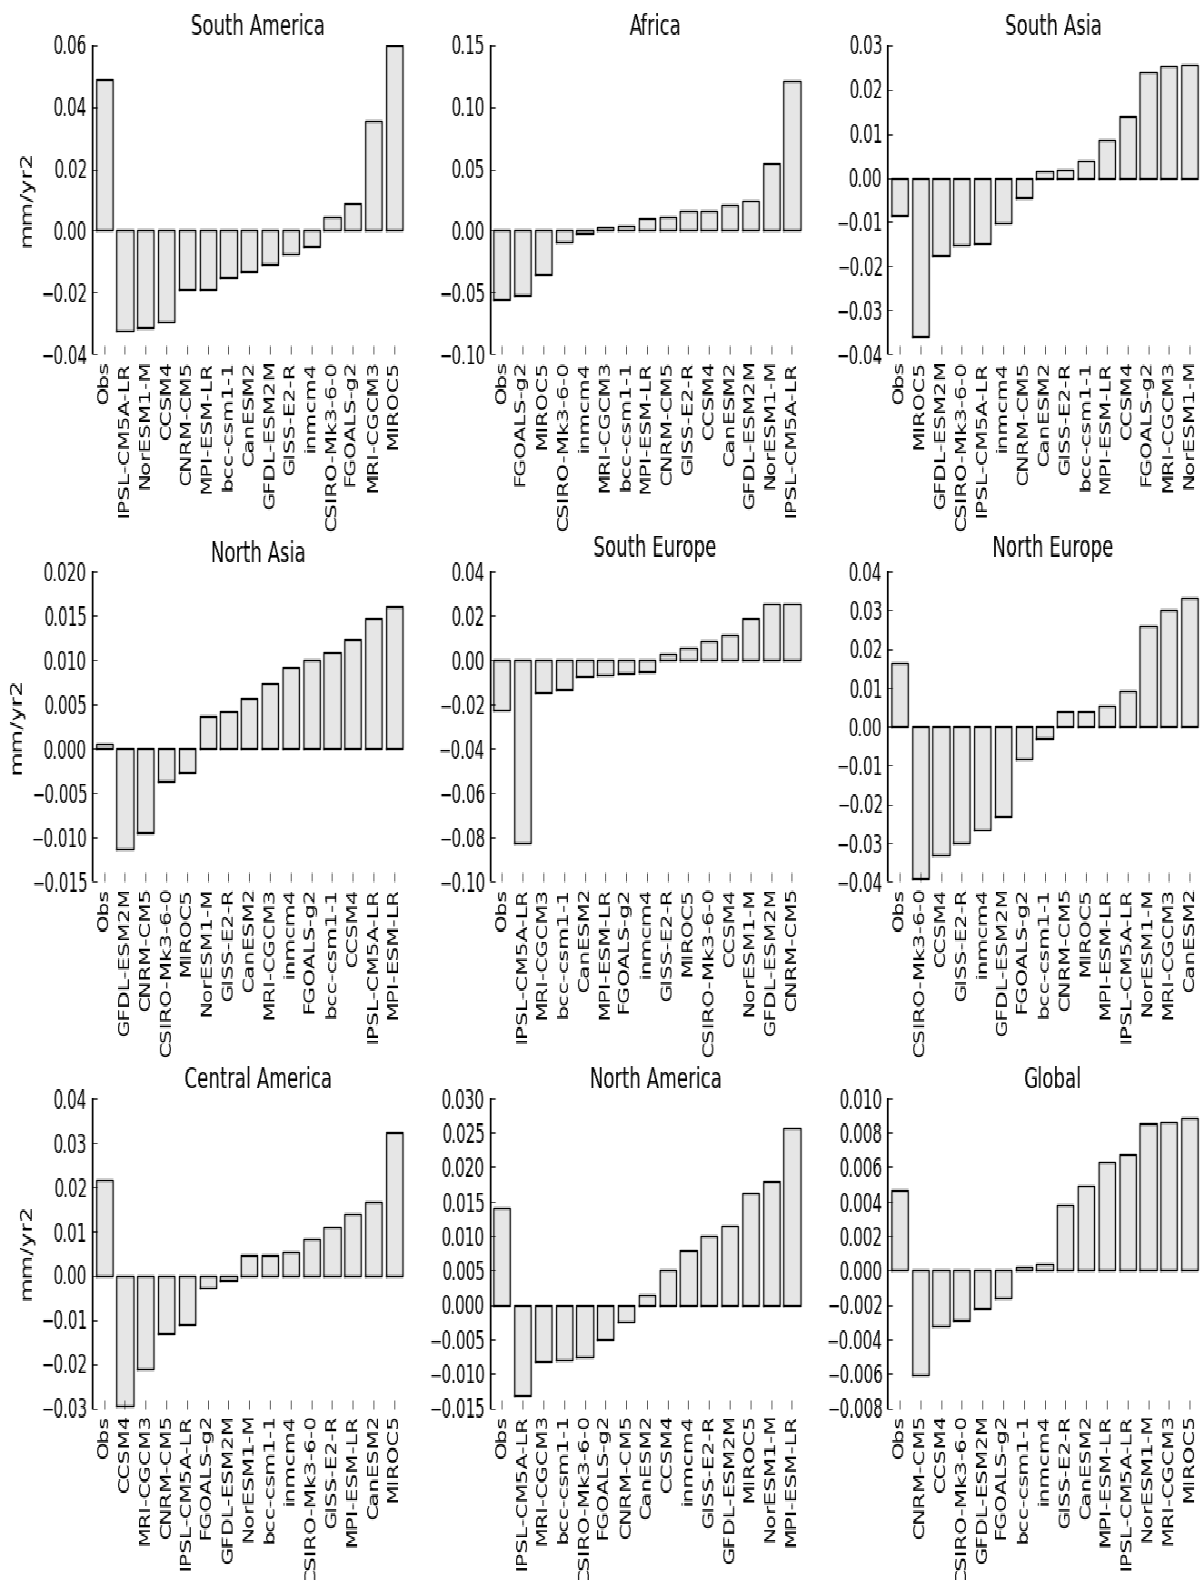 South America
0.06
0.04
0.02
0.00
−0.02
−0.04
mm/yr2
Obs
IPSL-CM5A-LR
NorESM1-M
CCSM4
CNRM-CM5
MPI-ESM-LR
bcc-csm1-1
CanESM2
GFDL-ESM2M
GISS-E2-R
inmcm4
CSIRO-Mk3-6-0
FGOALS-g2
MRI-CGCM3
MIROC5
Africa
0.15
0.10
0.05
0.00
−0.05
−0.10
Obs
FGOALS-g2
MIROC5
CSIRO-Mk3-6-0
inmcm4
MRI-CGCM3
bcc-csm1-1
MPI-ESM-LR
CNRM-CM5
GISS-E2-R
CCSM4
CanESM2
GFDL-ESM2M
NorESM1-M
IPSL-CM5A-LR
South Asia
0.03
0.02
0.01
0.00
−0.01
−0.02
−0.03
−0.04
Obs
MIROC5
GFDL-ESM2M
CSIRO-Mk3-6-0
IPSL-CM5A-LR
inmcm4
CNRM-CM5
CanESM2
GISS-E2-R
bcc-csm1-1
MPI-ESM-LR
CCSM4
FGOALS-g2
MRI-CGCM3
NorESM1-M
North Asia
0.020
0.015
0.010
0.005
0.000
−0.005
−0.010
−0.015
mm/yr2
Obs
GFDL-ESM2M
CNRM-CM5
CSIRO-Mk3-6-0
MIROC5
NorESM1-M
GISS-E2-R
CanESM2
MRI-CGCM3
inmcm4
FGOALS-g2
bcc-csm1-1
CCSM4
IPSL-CM5A-LR
MPI-ESM-LR
South Europe
0.04
0.02
0.00
−0.02
−0.04
−0.06
−0.08
−0.10
Obs
IPSL-CM5A-LR
MRI-CGCM3
bcc-csm1-1
CanESM2
MPI-ESM-LR
FGOALS-g2
inmcm4
GISS-E2-R
MIROC5
CSIRO-Mk3-6-0
CCSM4
NorESM1-M
GFDL-ESM2M
CNRM-CM5
North Europe
0.04
0.03
0.02
0.01
0.00
−0.01
−0.02
−0.03
−0.04
Obs
CSIRO-Mk3-6-0
CCSM4
GISS-E2-R
inmcm4
GFDL-ESM2M
FGOALS-g2
bcc-csm1-1
CNRM-CM5
MIROC5
MPI-ESM-LR
IPSL-CM5A-LR
NorESM1-M
MRI-CGCM3
CanESM2
Central America
0.04
0.03
0.02
0.01
0.00
−0.01
−0.02
−0.03
mm/yr2
Obs
CCSM4
MRI-CGCM3
CNRM-CM5
IPSL-CM5A-LR
FGOALS-g2
GFDL-ESM2M
NorESM1-M
bcc-csm1-1
inmcm4
CSIRO-Mk3-6-0
GISS-E2-R
MPI-ESM-LR
CanESM2
MIROC5
North America
0.030
0.025
0.020
0.015
0.010
0.005
0.000
−0.005
−0.010
−0.015
Obs
IPSL-CM5A-LR
MRI-CGCM3
bcc-csm1-1
CSIRO-Mk3-6-0
FGOALS-g2
CNRM-CM5
CanESM2
CCSM4
inmcm4
GISS-E2-R
GFDL-ESM2M
MIROC5
NorESM1-M
MPI-ESM-LR
Global
0.010
0.008
0.006
0.004
0.002
0.000
−0.002
−0.004
−0.006
−0.008
Obs
CNRM-CM5
CCSM4
CSIRO-Mk3-6-0
GFDL-ESM2M
FGOALS-g2
bcc-csm1-1
inmcm4
GISS-E2-R
CanESM2
MPI-ESM-LR
IPSL-CM5A-LR
NorESM1-M
MRI-CGCM3
MIROC5